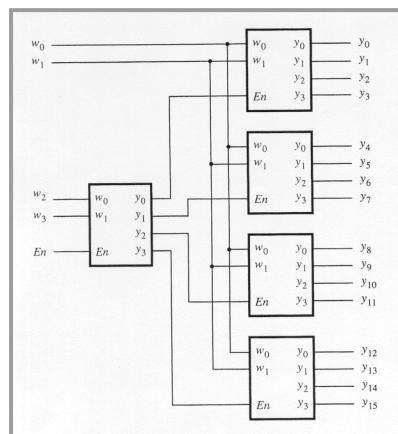 w0 w0 y0 y0
w1 w1 y1 y1
y2 y2
En y3 y3
w0 y0 y4
w1 y1 y5
y2 y6
En y3 y7
w2 w0 y0
w3 w1 y1
y2
En En y3
w0 y0 y8
w1 y1 y9
y2 y10
En y3 y11
w0 y0 y12
w1 y1 y13
y2 y14
En y3 y15